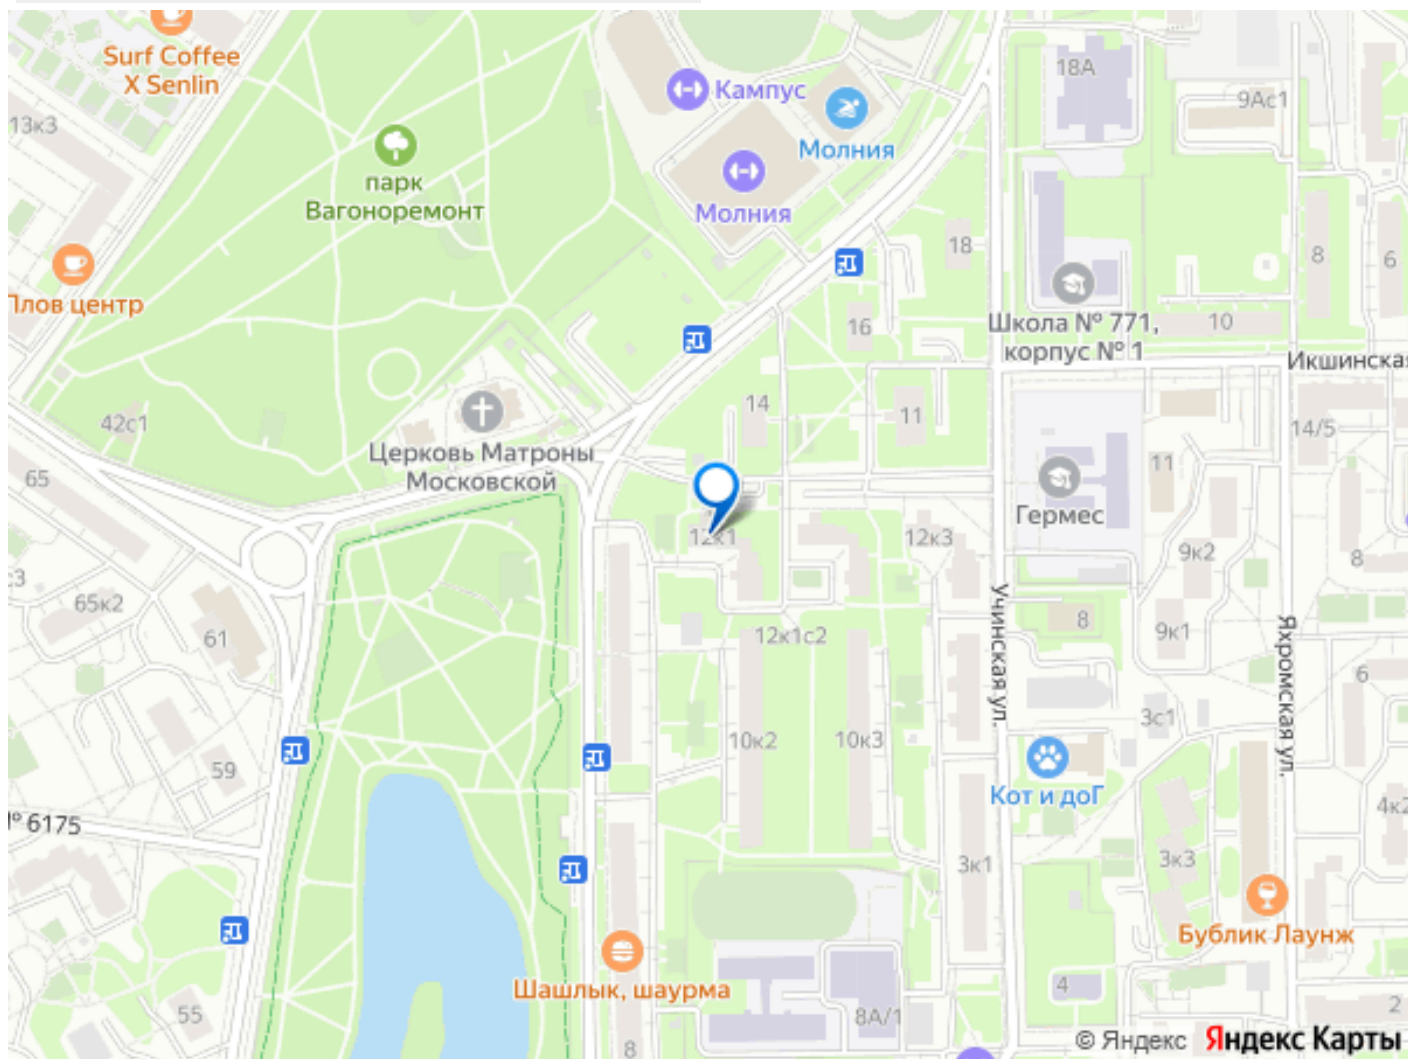 Surf Coffee
X Senlin
Кампус
18А
9Ас1
13к3
Молния
парк
Вагоноремонт
Молния
18
8
6
Плов центр
16
Школа № 771,
корпус № 1
10
Икшинская
42с1
14
11
14/5
Церковь Матроны
Московской
65
11
Гермес
12к1
12к3
9к2
8
с3
65к2
61
12к1с2
Учинская ул.
8
9к1
Яхромская ул.
6
3с1
10к2
10к3
59
Кот и доГ
№ 6175
4к2
3к1
3к3
Бублик Лаунж
Шашлык, шаурма
55
8
8А/1
4
2
© Яндекс Яндекс Карты